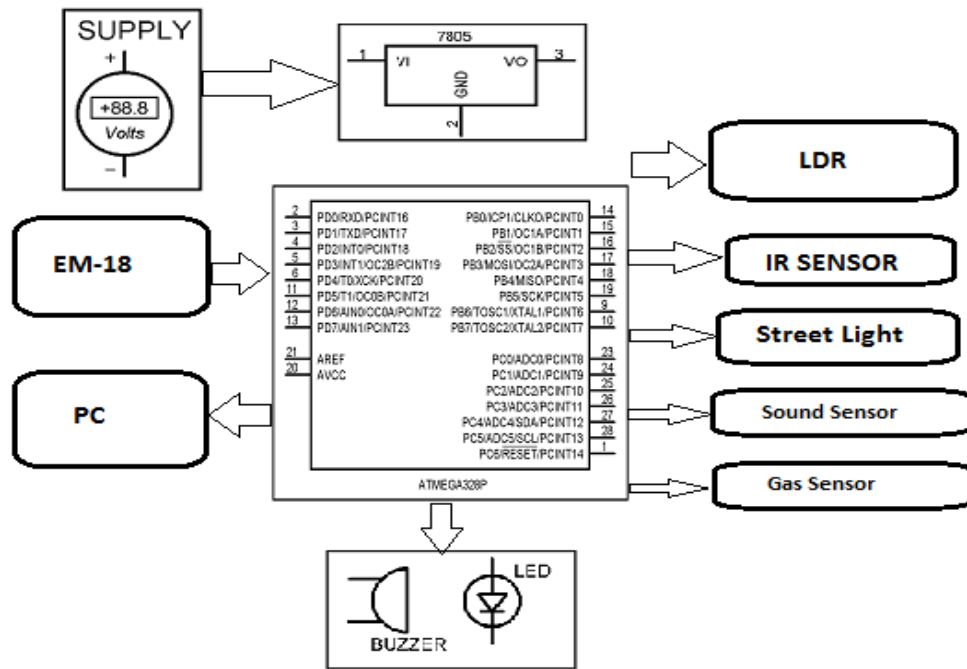 SUPPLY
+
+88.8
Volts
−
7805
1
VI
VO
3
GND
2
LDR
EM-18
IR SENSOR
Street Light
PC
Sound Sensor
Gas Sensor
2
PD0/RXD/PCINT16
3
PD1/TXD/PCINT17
4
PD2/INT0/PCINT18
5
PD3/INT1/OC2B/PCINT19
6
PD4/T0/XCK/PCINT20
11
PD5/T1/OC0B/PCINT21
12
PD6/AIN0/OC0A/PCINT22
13
PD7/AIN1/PCINT23
21
AREF
20
AVCC
PB0/ICP1/CLKO/PCINT0
14
PB1/OC1A/PCINT1
15
PB2/SS/OC1B/PCINT2
16
PB3/MOSI/OC2A/PCINT3
17
PB4/MISO/PCINT4
18
PB5/SCK/PCINT5
19
PB6/TOSC1/XTAL1/PCINT6
9
PB7/TOSC2/XTAL2/PCINT7
10
PC0/ADC0/PCINT8
23
PC1/ADC1/PCINT9
24
PC2/ADC2/PCINT10
25
PC3/ADC3/PCINT11
26
PC4/ADC4/SDA/PCINT12
27
PC5/ADC5/SCL/PCINT13
28
PC6/RESET/PCINT14
1
ATMEGA328P
LED
BUZZER